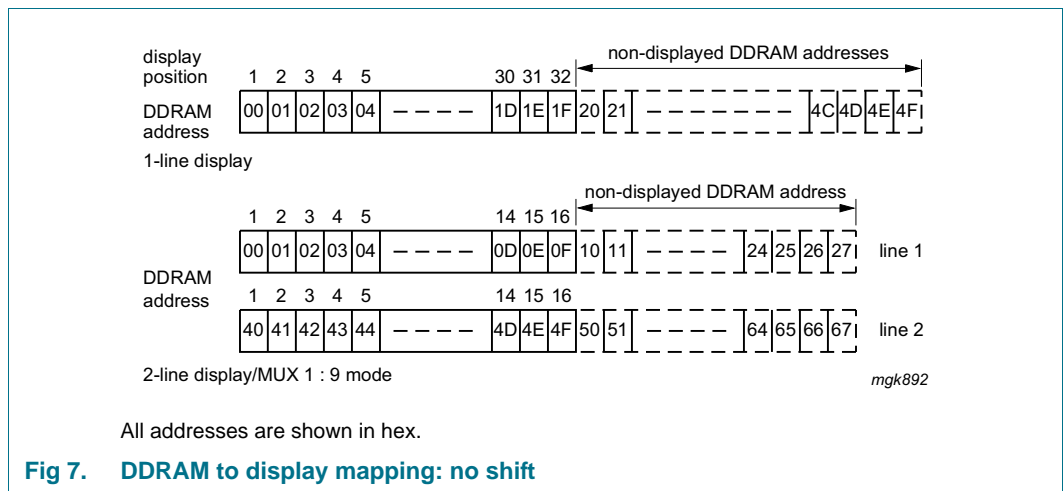 display
position
non-displayed DDRAM addresses
1 2 3 4 5 30 31 32
DDRAM
address
00 01 02 03 04 – – – – 1D 1E 1F 20 21 – – – – – – – – 4C 4D 4E 4F
1-line display
non-displayed DDRAM address
1 2 3 4 5 14 15 16
00 01 02 03 04 – – – – 0D 0E 0F 10 11 – – – – 24 25 26 27 line 1
DDRAM
address
1 2 3 4 5 14 15 16
40 41 42 43 44 – – – – 4D 4E 4F 50 51 – – – – 64 65 66 67 line 2
2-line display/MUX 1 : 9 mode
mgk892
All addresses are shown in hex.
Fig 7. DDRAM to display mapping: no shift